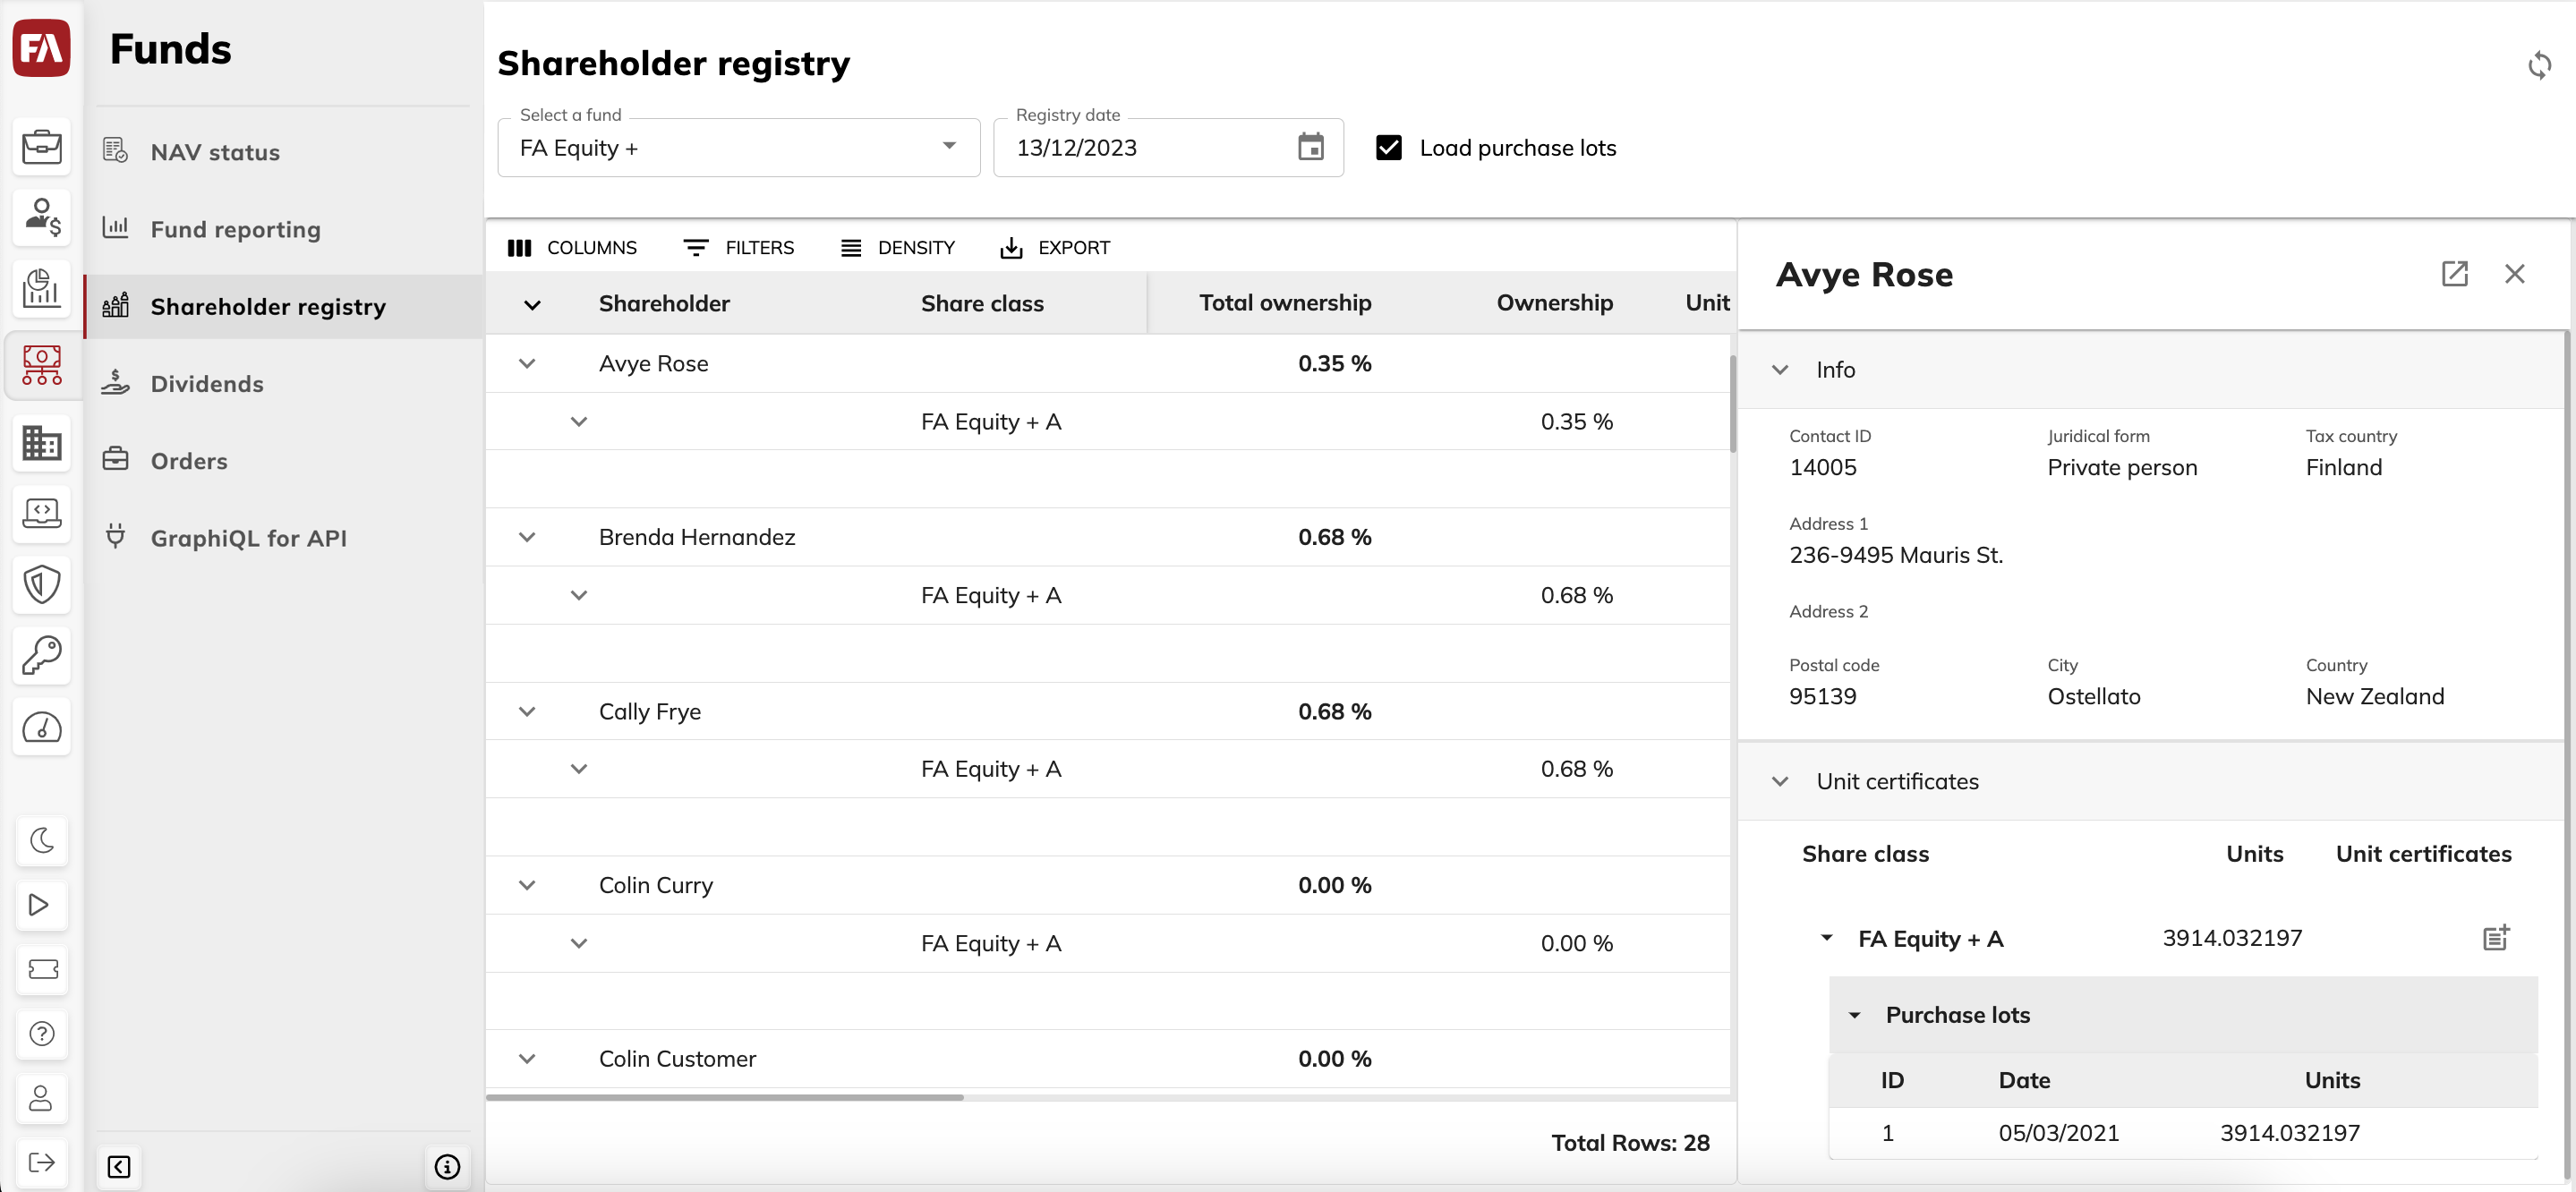 FA
Funds
NAV status
Fund reporting
Shareholder registry
Dividends
Orders
GraphiQL for API
Shareholder registry
Select a fund
FA Equity +
Registry date
13/12/2023
Load purchase lots
COLUMNS FILTERS DENSITY EXPORT
Shareholder Share class Total ownership Ownership Unit
Avye Rose 0.35 %
FA Equity + A 0.35 %
Brenda Hernandez 0.68 %
FA Equity + A 0.68 %
Cally Frye 0.68 %
FA Equity + A 0.68 %
Colin Curry 0.00 %
FA Equity + A 0.00 %
Colin Customer 0.00 %
Total Rows: 28
Avye Rose
Info
Contact ID Juridical form Tax country
14005 Private person Finland
Address 1
236-9495 Mauris St.
Address 2
Postal code City Country
95139 Ostellato New Zealand
Unit certificates
Share class Units Unit certificates
FA Equity + A 3914.032197
Purchase lots
ID Date Units
1 05/03/2021 3914.032197